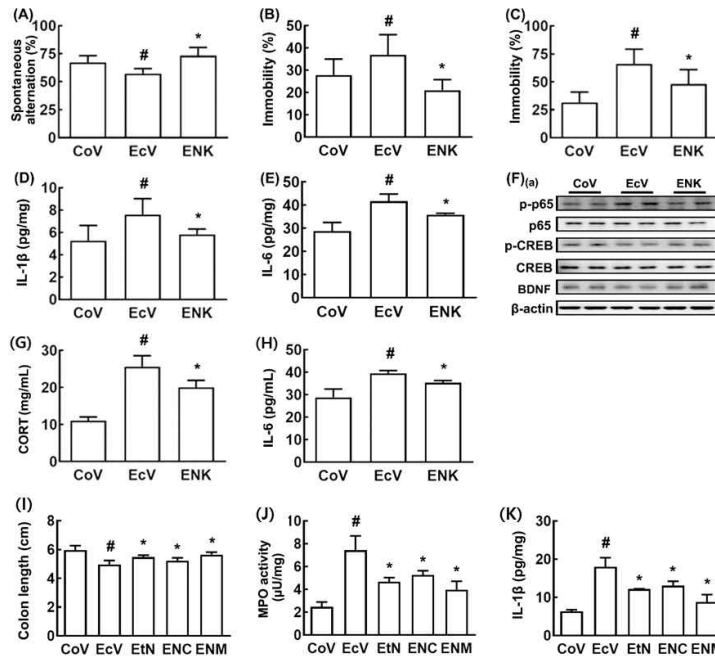 (A)
Spontaneous
alternation (%)
100
75
50
25
0
#
*
CoV EcV ENK
(B)
Immobility (%)
50
40
30
20
10
0
#
*
CoV EcV ENK
(C)
Immobility (%)
100
75
50
25
0
#
*
CoV EcV ENK
(D)
IL-1β (pg/mg)
10
8
6
4
2
0
#
*
CoV EcV ENK
(E)
IL-6 (pg/mg)
60
40
20
0
#
*
CoV EcV ENK
(F)(a)
CoV EcV ENK
p-p65
p65
p-CREB
CREB
BDNF
β-actin
(G)
CORT (mg/mL)
30
20
10
0
#
*
CoV EcV ENK
(H)
IL-6 (pg/mL)
60
40
30
20
10
0
#
*
CoV EcV ENK
(I)
Colon length (cm)
8
6
4
2
0
#
* * *
CoV EcV EtN ENC ENM
(J)
MPO activity
(μU/mg)
10
8
6
4
2
0
#
* * *
CoV EcV EtN ENC ENM
(K)
IL-1β (pg/mg)
30
20
10
0
#
* * *
CoV EcV EtN ENC ENM